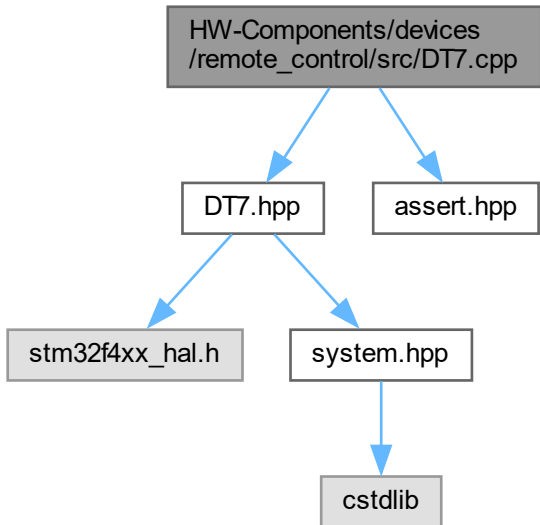 HW-Components/devices
/remote_control/src/DT7.cpp
DT7.hpp
assert.hpp
stm32f4xx_hal.h
system.hpp
cstdlib